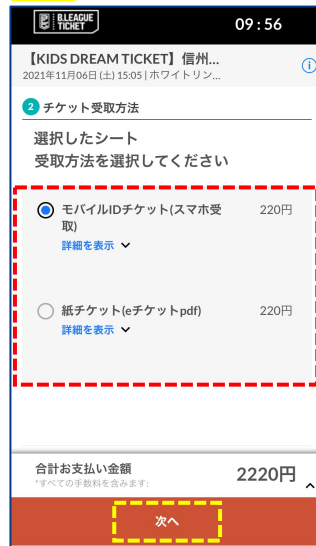 B.LEAGUE
TICKET
09:56
【KIDS DREAM TICKET】信州...
2021年11月06日 (土) 15:05 | ホワイトリン...
2 チケット受取方法
選択したシート
受取方法を選択してください
モバイルIDチケット(スマホ受 220円
取)
詳細を表示
紙チケット(eチケットpdf) 220円
詳細を表示
合計お支払い金額 2220円
*すべての手数料を含みます:
次へ